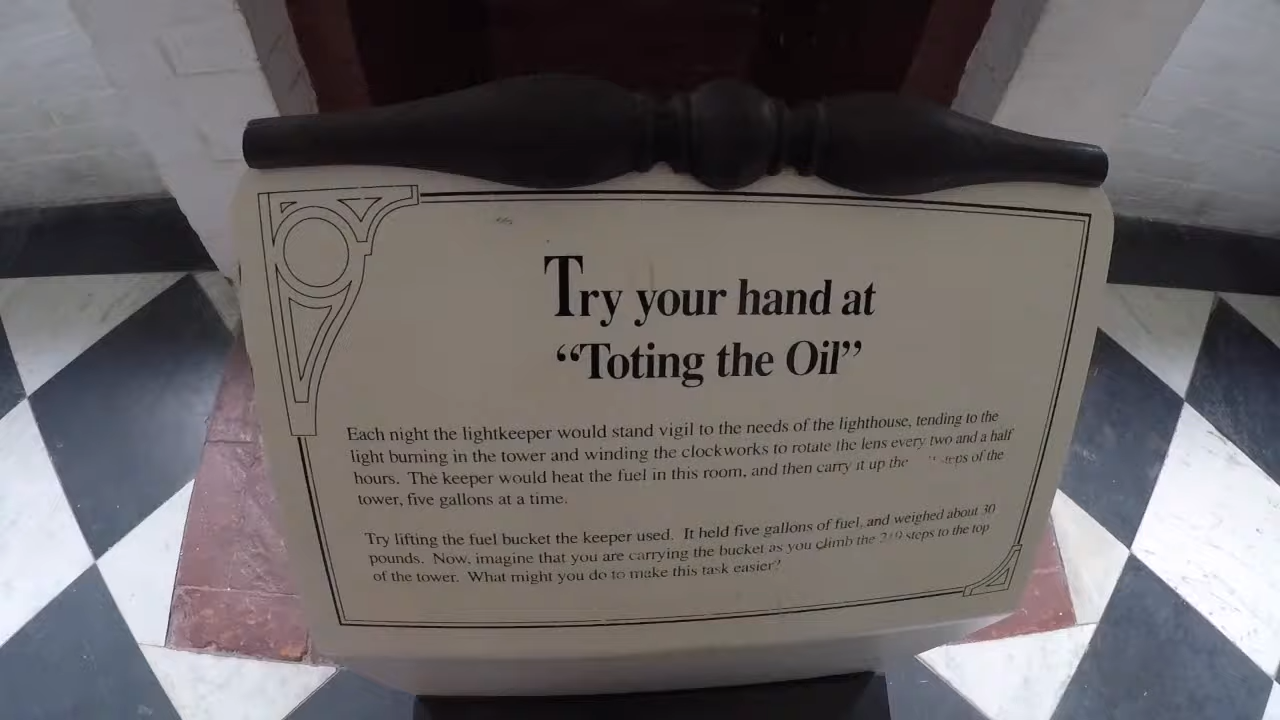 Try your hand at
“Toting the Oil”
Each night the lightkeeper would stand vigil to the needs of the lighthouse, tending to the
light burning in the tower and winding the clockworks to rotate the lens every two and a half
hours. The keeper would heat the fuel in this room, and then carry it up the steps of the
tower, five gallons at a time.
Try lifting the fuel bucket the keeper used. It held five gallons of fuel, and weighed about 30
pounds. Now, imagine that you are carrying the bucket as you climb the steps to the top
of the tower. What might you do to make this task easier?